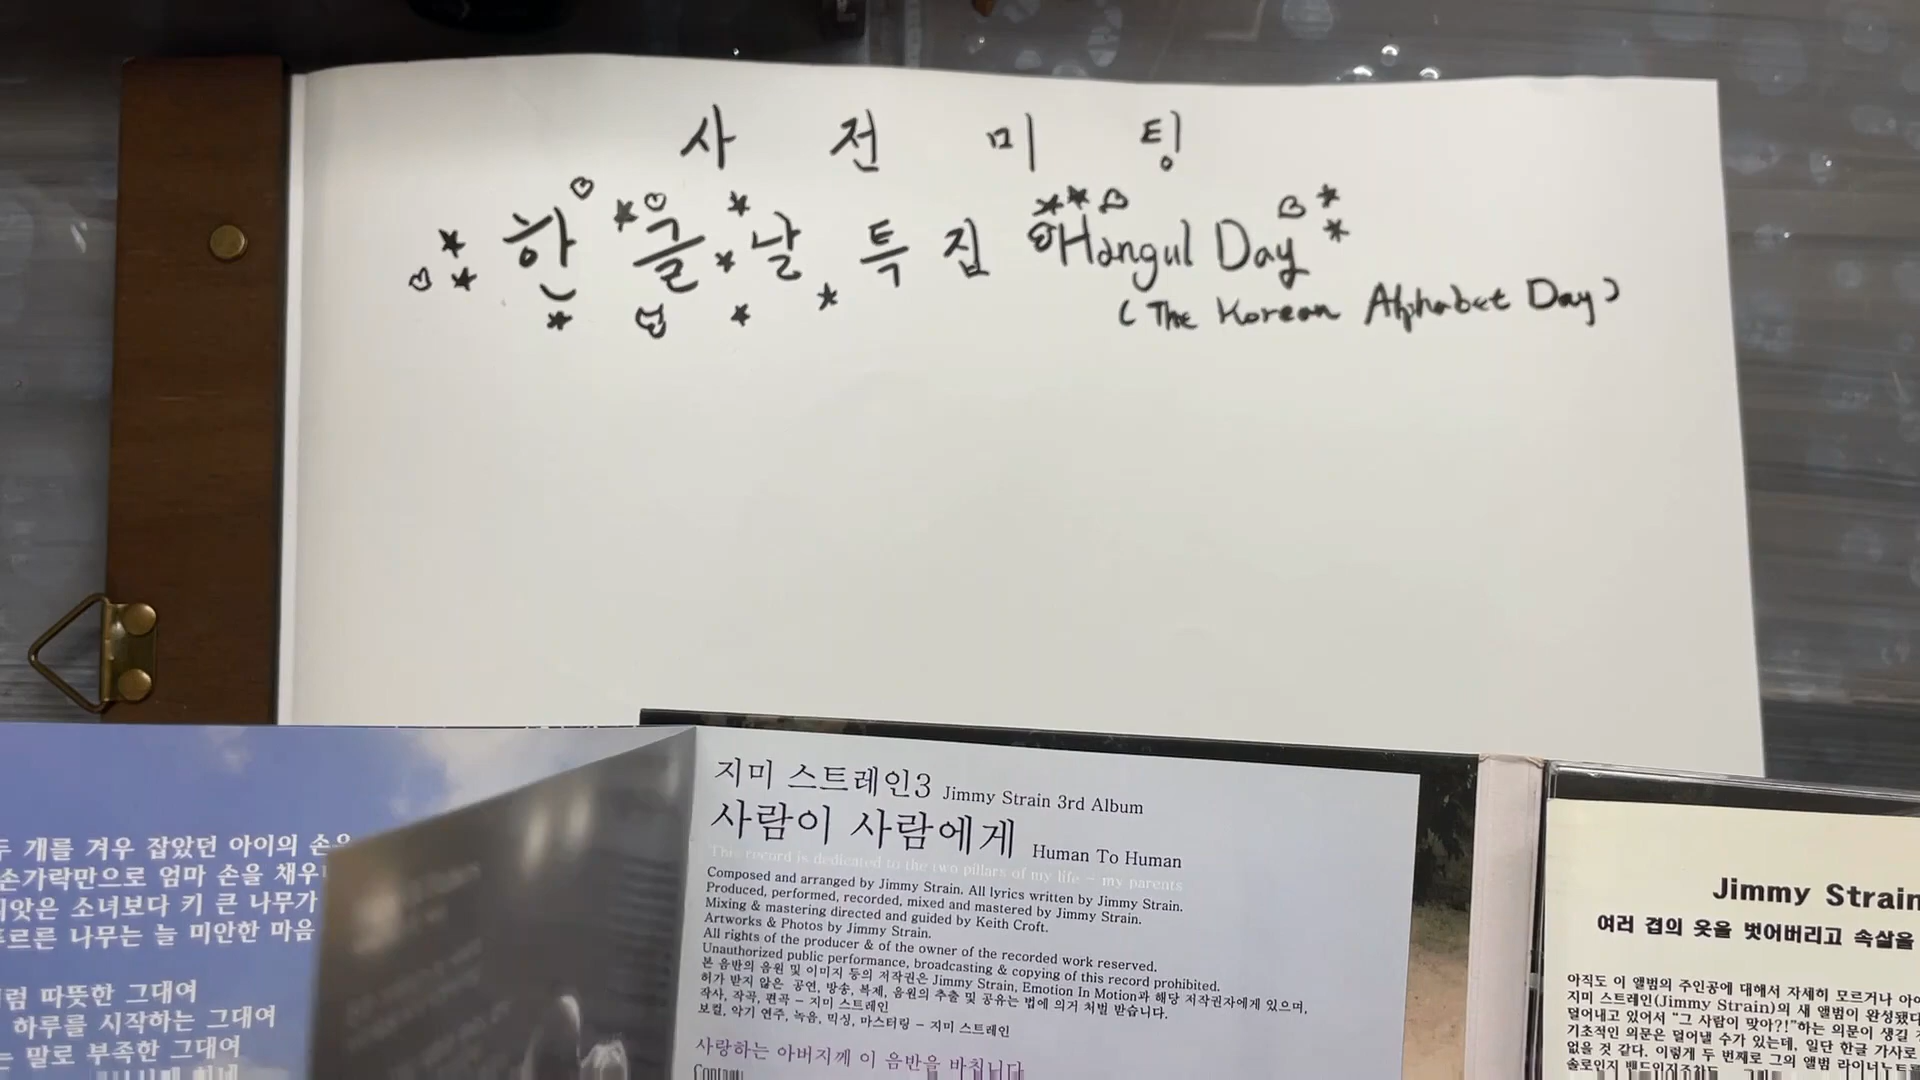 사전미팅
한글날 특집 Hangul Day
(The Korean Alphabet Day)
개를 겨우 잡았던 아이의 손
손가락만으로 엄마 손을 채우
소녀보다 키 큰 나무가
푸르른 나무는 늘 미안한 마음
따뜻한 그대여
하루를 시작하는 그대여
말로 부족한 그대여
지미 스트레인3 Jimmy Strain 3rd Album
사람이 사람에게 Human To Human
This record is dedicated to the two pillars of my life - my parents
Composed and arranged by Jimmy Strain. All lyrics written by Jimmy Strain.
Produced, performed, recorded, mixed and mastered by Jimmy Strain.
Mixing & mastering directed and guided by Keith Croft.
Artworks & Photos by Jimmy Strain.
All rights of the producer & of the owner of the recorded work reserved.
Unauthorized public performance, broadcasting & copying of this record prohibited.
본 음반의 음원 및 이미지 등의 저작권은 Jimmy Strain, Emotion In Motion과 해당 저작권자에게 있으며,
허가 받지 않은 공연, 방송, 복제, 음원의 추출 및 공유는 법에 의거 처벌 받습니다.
작사, 작곡, 편곡 - 지미 스트레인
보컬, 악기 연주, 녹음, 믹싱, 마스터링 - 지미 스트레인
사랑하는 아버지께 이 음반을 바칩니다
Jimmy Strain
여러 겹의 옷을 벗어버리고 속살을
아직도 이 앨범의 주인공에 대해서 자세히 모르거나
지미 스트레인(Jimmy Strain)의 새 앨범이 완성됐다
덜어내고 있어서 “그 사람이 맞아?!”하는 의문이 생길
기초적인 의문은 덜어낼 수가 있는데, 일단 한글 가사로
없을 것 같다. 이렇게 두 번째로 그의 앨범 라이너노트를
솔로인지 밴드인지조차도